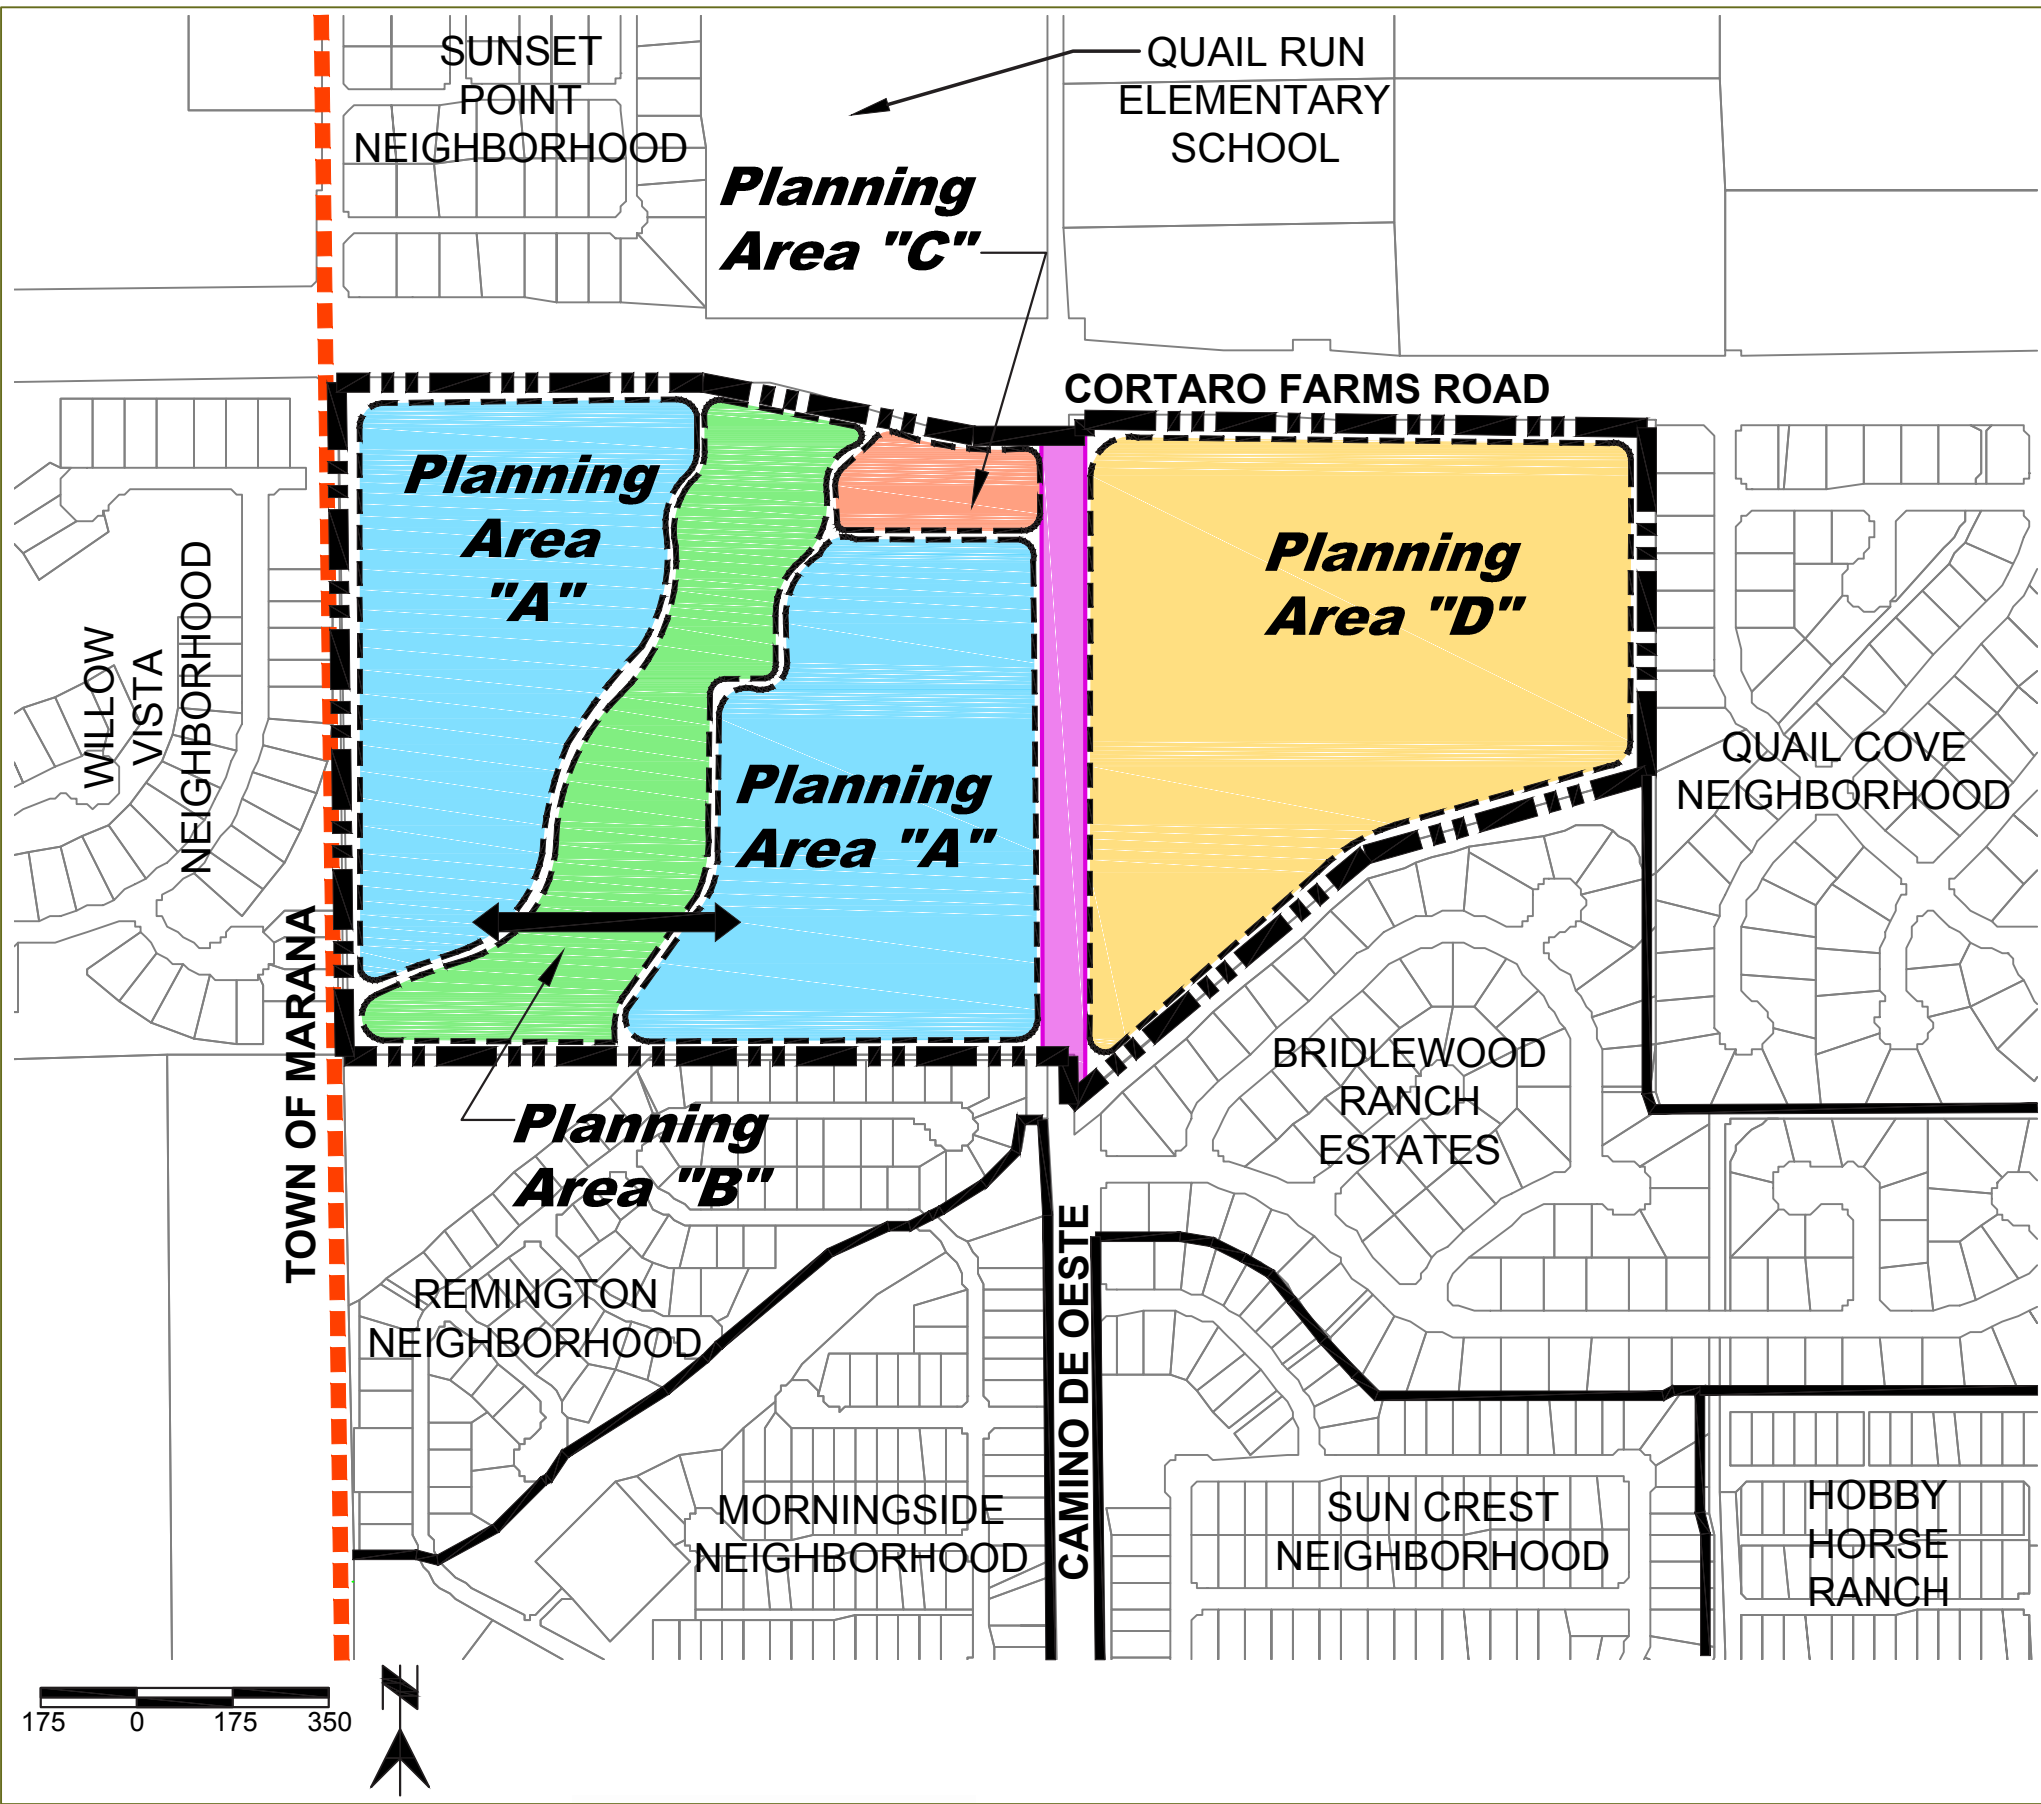 SUNSET
POINT
NEIGHBORHOOD
QUAIL RUN
ELEMENTARY
SCHOOL
Planning
Area "C"
CORTARO FARMS ROAD
Planning
Area
"A"
Planning
Area "D"
WILLOW
VISTA
NEIGHBORHOOD
QUAIL COVE
NEIGHBORHOOD
Planning
Area "A"
TOWN OF MARANA
BRIDLEWOOD
RANCH
ESTATES
Planning
Area "B"
REMINGTON
NEIGHBORHOOD
CAMINO DE OESTE
MORNINGSIDE
NEIGHBORHOOD
SUN CREST
NEIGHBORHOOD
HOBBY
HORSE
RANCH
175 0 175 350
N